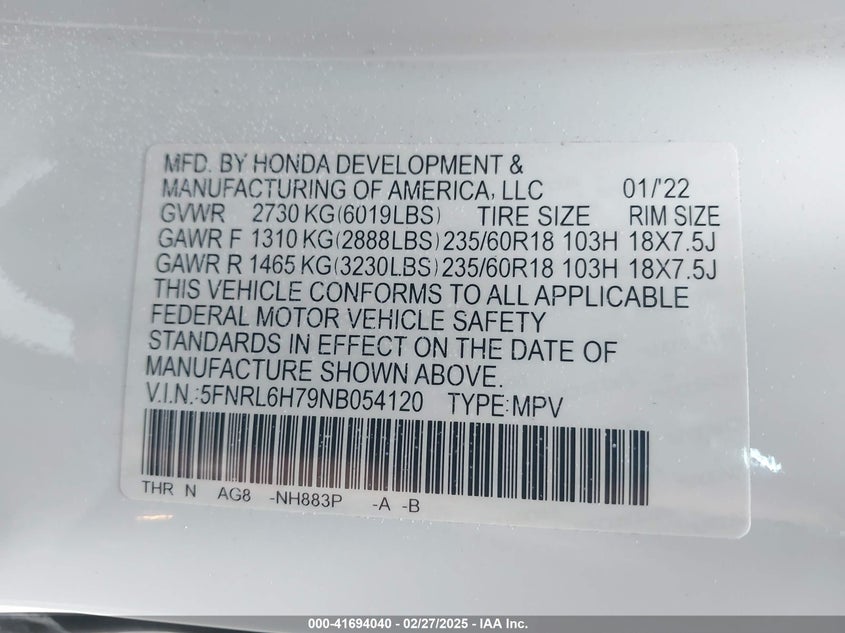 MFD. BY HONDA DEVELOPMENT &
MANUFACTURING OF AMERICA, LLC 01/'22
GVWR 2730 KG(6019LBS) TIRE SIZE RIM SIZE
GAWR F 1310 KG(2888LBS) 235/60R18 103H 18X7.5J
GAWR R 1465 KG(3230LBS) 235/60R18 103H 18X7.5J
THIS VEHICLE CONFORMS TO ALL APPLICABLE
FEDERAL MOTOR VEHICLE SAFETY
STANDARDS IN EFFECT ON THE DATE OF
MANUFACTURE SHOWN ABOVE.
V.I.N.:5FNRL6H79NB054120 TYPE:MPV
THR N AG8 -NH883P -A -B
000-41694040 - 02/27/2025 - IAA Inc.